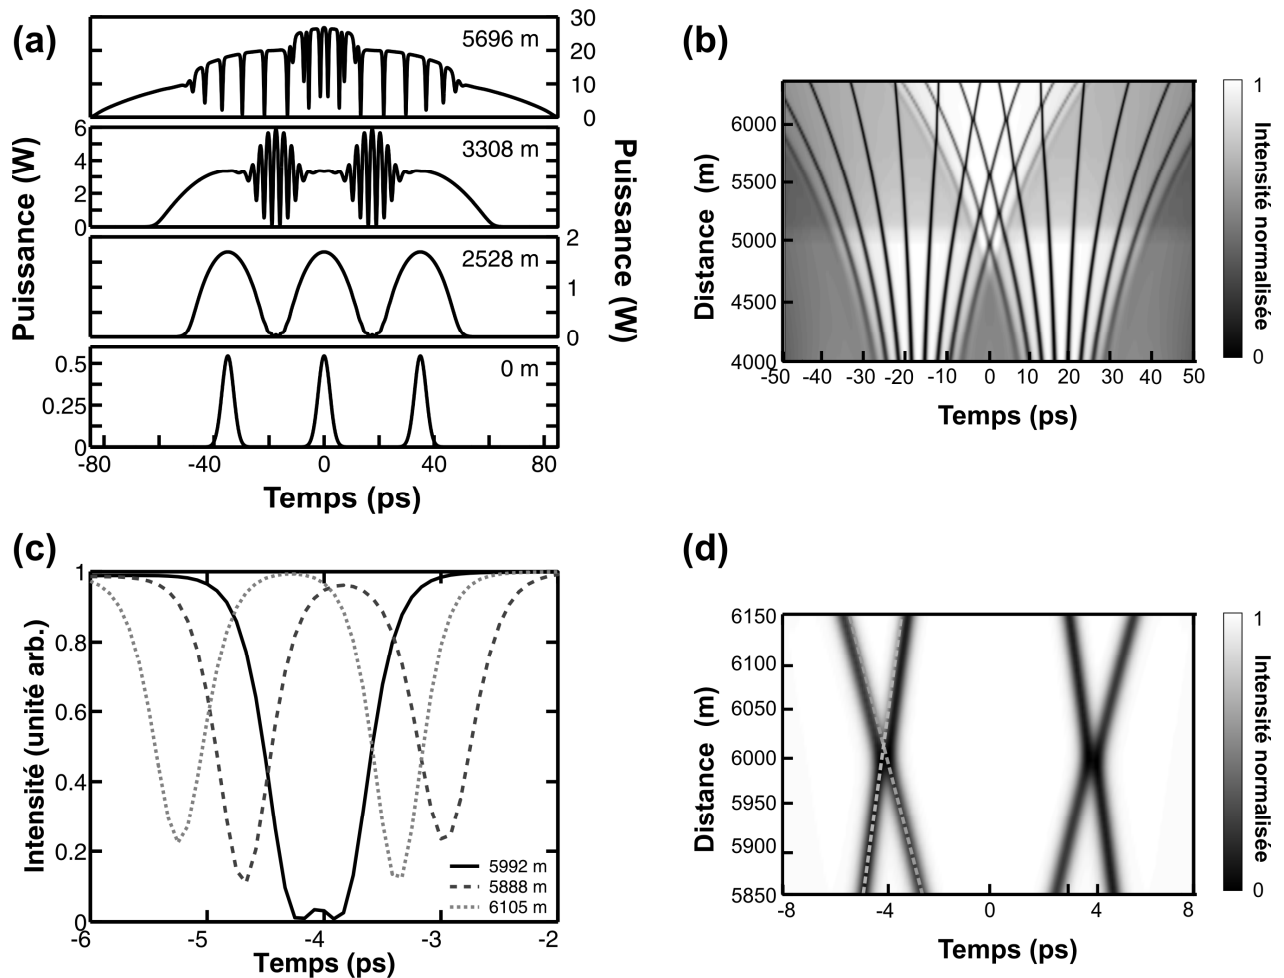 (a)
5696 m
30
20
10
0
3308 m
6
4
2
0
2528 m
2
1
0
0 m
0.5
0.25
0
-80 -40 0 40 80
Puissance (W)
Puissance (W)
Temps (ps)
(b)
6000
5500
5000
4500
4000
-50 -40 -20 -10 0 10 20 30 40 50
Distance (m)
Temps (ps)
1
0
Intensité normalisée
(c)
1
0.8
0.6
0.4
0.2
0
-6 -5 -4 -3 -2
Intensité (unité arb.)
Temps (ps)
5992 m
5888 m
6105 m
(d)
6150
6100
6050
6000
5950
5900
5850
-8 -4 0 4 8
Distance (m)
Temps (ps)
1
0
Intensité normalisée